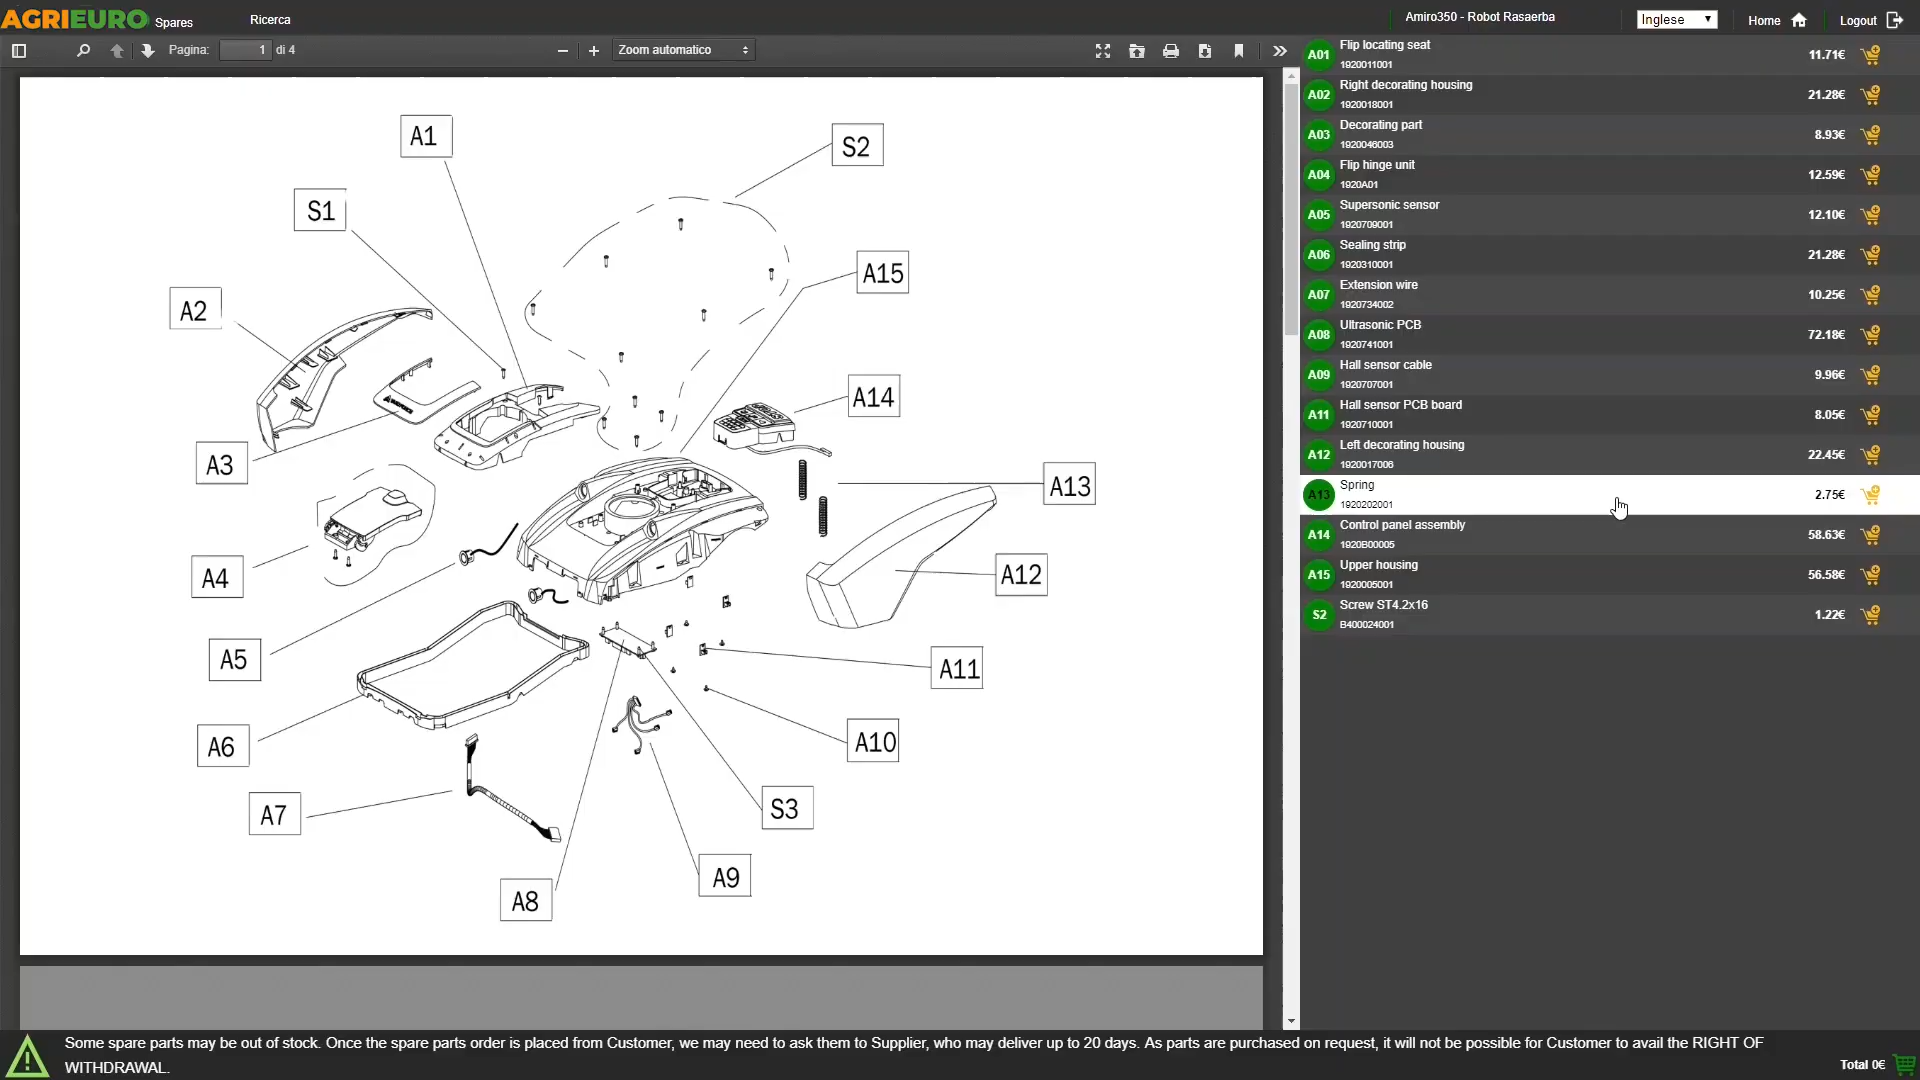 AGRIEURO Spares
Ricerca
Amiro350 - Robot Rasaerba
Inglese
Home
Logout
Pagina: 1 di 4
Zoom automatico
A1
S2
S1
A15
A2
A14
A3
A13
A4
A12
A5
A11
A6
A10
A7
S3
A9
A8
A01 Flip locating seat 11.71€
1920011001
A02 Right decorating housing 21.28€
1920018001
A03 Decorating part 8.93€
1920046003
A04 Flip hinge unit 12.59€
1920A01
A05 Supersonic sensor 12.10€
1920709001
A06 Sealing strip 21.28€
1920310001
A07 Extension wire 10.25€
1920734002
A08 Ultrasonic PCB 72.18€
1920741001
A09 Hall sensor cable 9.96€
1920707001
A11 Hall sensor PCB board 8.05€
1920710001
A12 Left decorating housing 22.45€
1920017006
A13 Spring 2.75€
1920202001
A14 Control panel assembly 58.63€
1920B00005
A15 Upper housing 56.58€
1920005001
S2 Screw ST4.2x16 1.22€
B400024001
Some spare parts may be out of stock. Once the spare parts order is placed from Customer, we may need to ask them to Supplier, who may deliver up to 20 days. As parts are purchased on request, it will not be possible for Customer to avail the RIGHT OF
WITHDRAWAL.
Total 0€